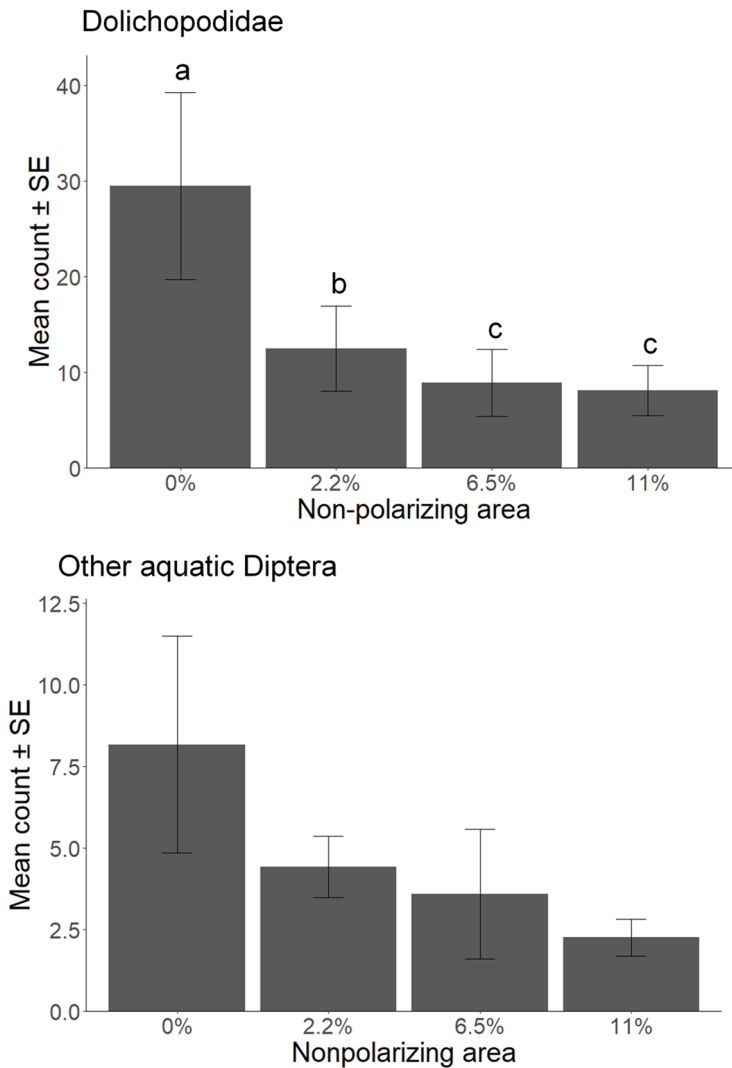 Dolichopodidae
a
40
30
b
20
c
c
10
0
Mean count ± SE
0% 2.2% 6.5% 11%
Non-polarizing area
Other aquatic Diptera
12.5
10.0
7.5
5.0
2.5
0.0
Mean count ± SE
0% 2.2% 6.5% 11%
Nonpolarizing area